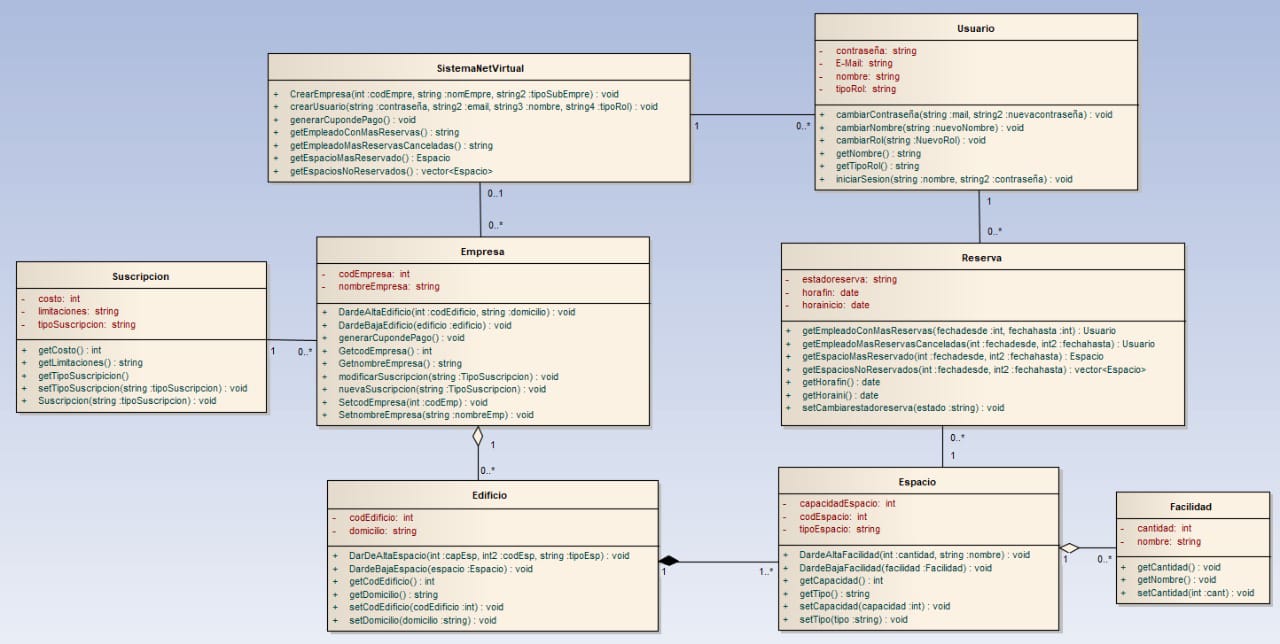 SistemaNetVirtual
+ CrearEmpresa(int :codEmpre, string :nomEmpre, string2 :tipoSubEmpre) : void
+ crearUsuario(string :contraseña, string2 :email, string3 :nombre, string4 :tipoRol) : void
+ generarCupondePago() : void
+ getEmpleadoConMasReservas() : string
+ getEmpleadoMasReservasCanceladas() : string
+ getEspacioMasReservado() : Espacio
+ getEspaciosNoReservados() : vector<Espacio>
1
0..*
Usuario
- contraseña: string
- E-Mail: string
- nombre: string
- tipoRol: string
+ cambiarContraseña(string :mail, string2 :nuevacontraseña) : void
+ cambiarNombre(string :nuevoNombre) : void
+ cambiarRol(string :NuevoRol) : void
+ getNombre() : string
+ getTipoRol() : string
+ iniciarSesion(string :nombre, string2 :contraseña) : void
0..1
0..*
1
0..*
Suscripcion
- costo: int
- limitaciones: string
- tipoSuscripcion: string
+ getCosto() : int
+ getLimitaciones() : string
+ getTipoSuscripicion()
+ setTipoSuscripcion(string :tipoSuscripcion) : void
+ Suscripcion(string :tipoSuscripcion) : void
1
0..*
Empresa
- codEmpresa: int
- nombreEmpresa: string
+ DardeAltaEdificio(int :codEdificio, string :domicilio) : void
+ DardeBajaEdificio(edificio :edificio) : void
+ generarCupondePago() : void
+ GetcodEmpresa() : int
+ GetnombreEmpresa() : string
+ modificarSuscripcion(string :TipoSuscripcion) : void
+ nuevaSuscripcion(string :TipoSuscripcion) : void
+ SetcodEmpresa(int :codEmp) : void
+ SetnombreEmpresa(string :nombreEmp) : void
Reserva
- estadoreserva: string
- horafin: date
- horainicio: date
+ getEmpleadoConMasReservas(fechadesde :int, fechahasta :int) : Usuario
+ getEmpleadoMasReservasCanceladas(int :fechadesde, int2 :fechahasta) : Usuario
+ getEspacioMasReservado(int :fechadesde, int2 :fechahasta) : Espacio
+ getEspaciosNoReservados(int :fechadesde, int2 :fechahasta) : vector<Espacio>
+ getHorafin() : date
+ getHoraini() : date
+ setCambiarestadoreserva(estado :string) : void
1
0..*
0..*
1
Edificio
- codEdificio: int
- domicilio: string
+ DarDeAltaEspacio(int :capEsp, int2 :codEsp, string :tipoEsp) : void
+ DardeBajaEspacio(espacio :Espacio) : void
+ getCodEdificio() : int
+ getDomicilio() : string
+ setCodEdificio(codEdificio :int) : void
+ setDomicilio(domicilio :string) : void
1
1..*
Espacio
- capacidadEspacio: int
- codEspacio: int
- tipoEspacio: string
+ DardeAltaFacilidad(int :cantidad, string :nombre) : void
+ DardeBajaFacilidad(facilidad :Facilidad) : void
+ getCapacidad() : int
+ getTipo() : string
+ setCapacidad(capacidad :int) : void
+ setTipo(tipo :string) : void
1
0..*
Facilidad
- cantidad: int
- nombre: string
+ getCantidad() : void
+ getNombre() : void
+ setCantidad(int :cant) : void